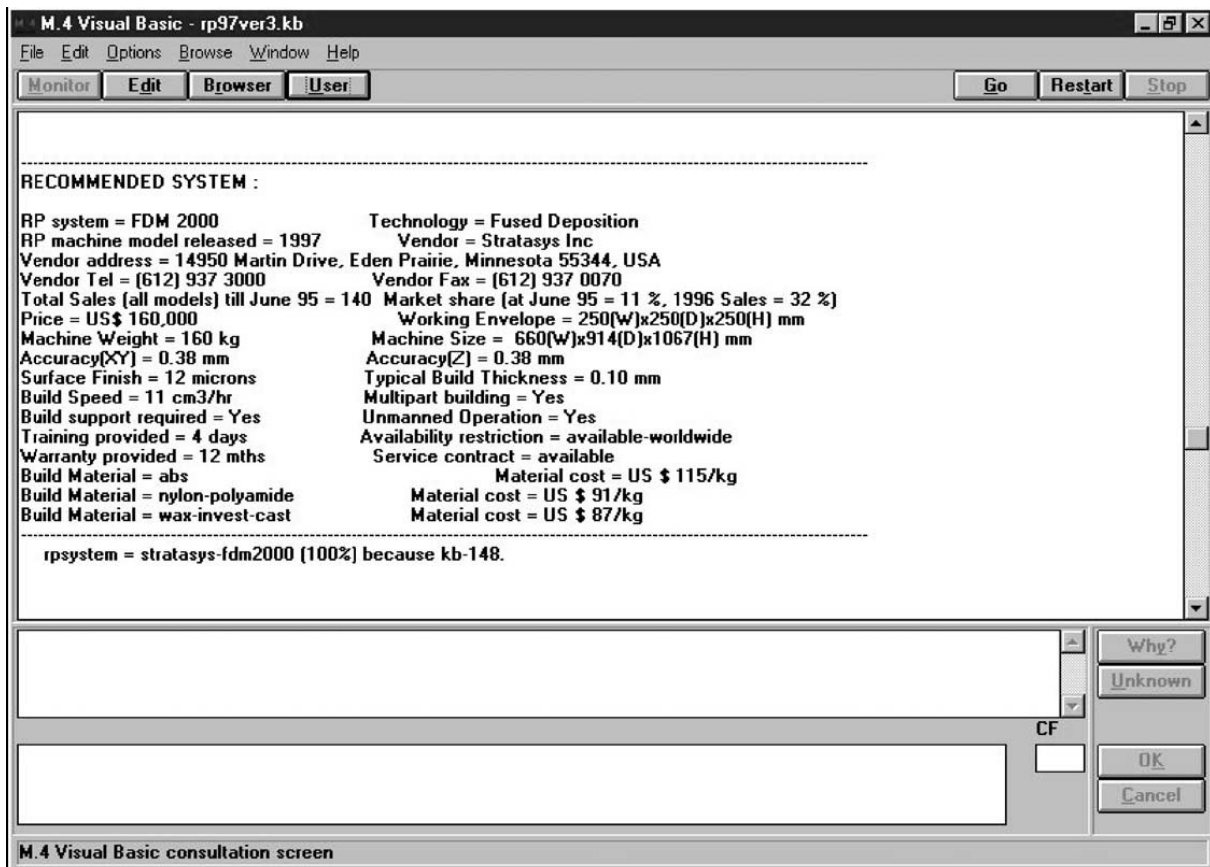 M.4 Visual Basic - rp97ver3.kb
File Edit Options Browse Window Help
Monitor Edit Browser User Go Restart Stop
RECOMMENDED SYSTEM :
RP system = FDM 2000 Technology = Fused Deposition
RP machine model released = 1997 Vendor = Stratasys Inc
Vendor address = 14950 Martin Drive, Eden Prairie, Minnesota 55344, USA
Vendor Tel = (612) 937 3000 Vendor Fax = (612) 937 0070
Total Sales (all models) till June 95 = 140 Market share (at June 95 = 11 %, 1996 Sales = 32 %)
Price = US$ 160,000 Working Envelope = 250(W)x250(D)x250(H) mm
Machine Weight = 160 kg Machine Size = 660(W)x914(D)x1067(H) mm
Accuracy(XY) = 0.38 mm Accuracy(Z) = 0.38 mm
Surface Finish = 12 microns Typical Build Thickness = 0.10 mm
Build Speed = 11 cm3/hr Multipart building = Yes
Build support required = Yes Unmanned Operation = Yes
Training provided = 4 days Availability restriction = available-worldwide
Warranty provided = 12 mths Service contract = available
Build Material = abs Material cost = US $ 115/kg
Build Material = nylon-polyamide Material cost = US $ 91/kg
Build Material = wax-invest-cast Material cost = US $ 87/kg
rpsystem = stratasys-fdm2000 (100%) because kb-148.
Why?
Unknown
CF
OK
Cancel
M.4 Visual Basic consultation screen